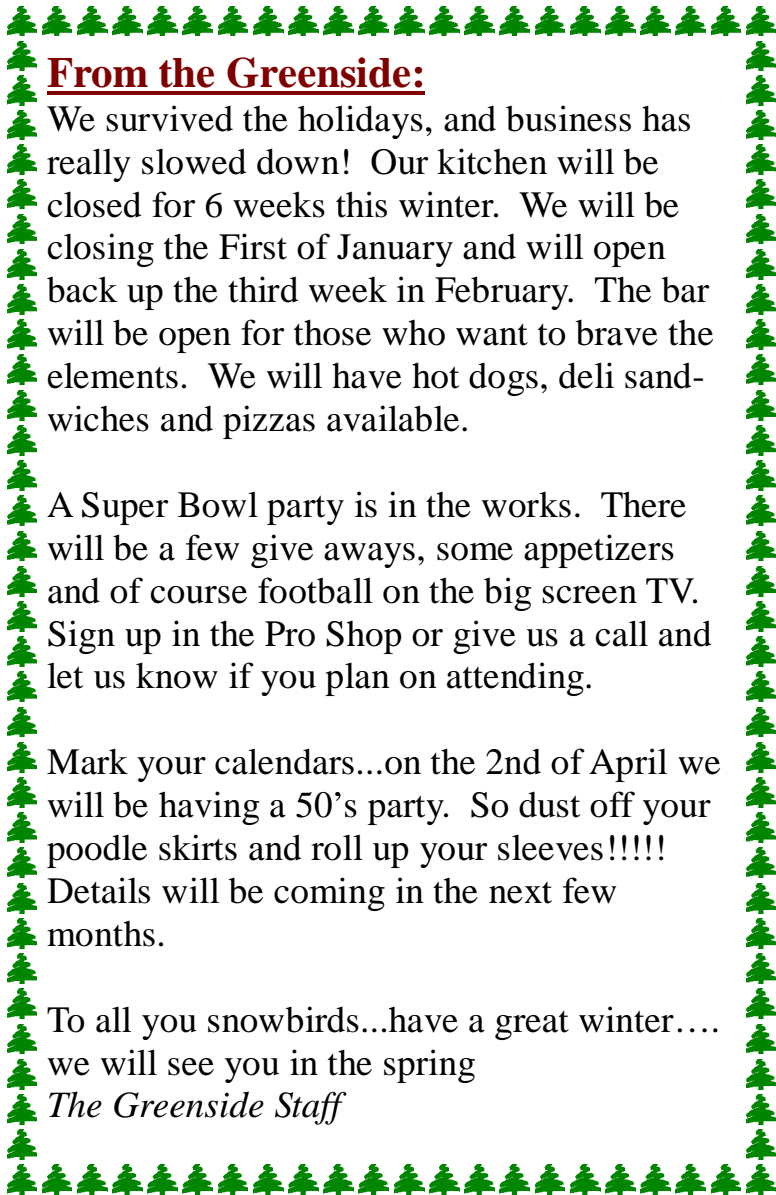 From the Greenside:
We survived the holidays, and business has
really slowed down!  Our kitchen will be
closed for 6 weeks this winter.  We will be
closing the First of January and will open
back up the third week in February.  The bar
will be open for those who want to brave the
elements.  We will have hot dogs, deli sand-
wiches and pizzas available.

A Super Bowl party is in the works.  There
will be a few give aways, some appetizers
and of course football on the big screen TV.
Sign up in the Pro Shop or give us a call and
let us know if you plan on attending.

Mark your calendars...on the 2nd of April we
will be having a 50’s party.  So dust off your
poodle skirts and roll up your sleeves!!!!!
Details will be coming in the next few
months.

To all you snowbirds...have a great winter….
we will see you in the spring
The Greenside Staff